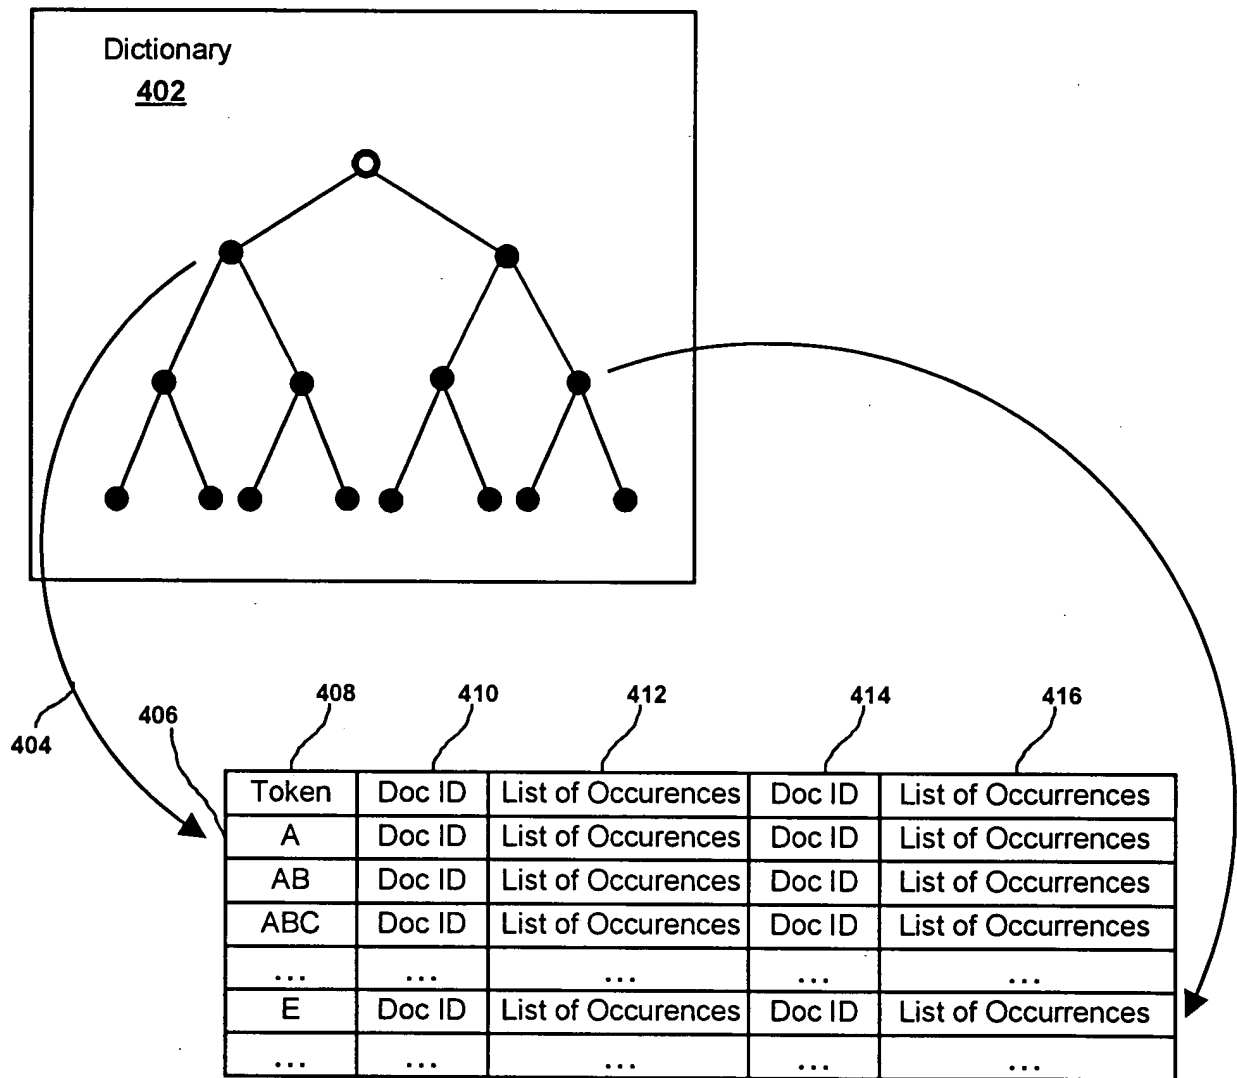 Dictionary
402
404
406
408
410
412
414
416
Token Doc ID List of Occurences Doc ID List of Occurrences
A Doc ID List of Occurences Doc ID List of Occurrences
AB Doc ID List of Occurences Doc ID List of Occurrences
ABC Doc ID List of Occurences Doc ID List of Occurrences
... ... ... ... ...
E Doc ID List of Occurences Doc ID List of Occurrences
... ... ... ... ...